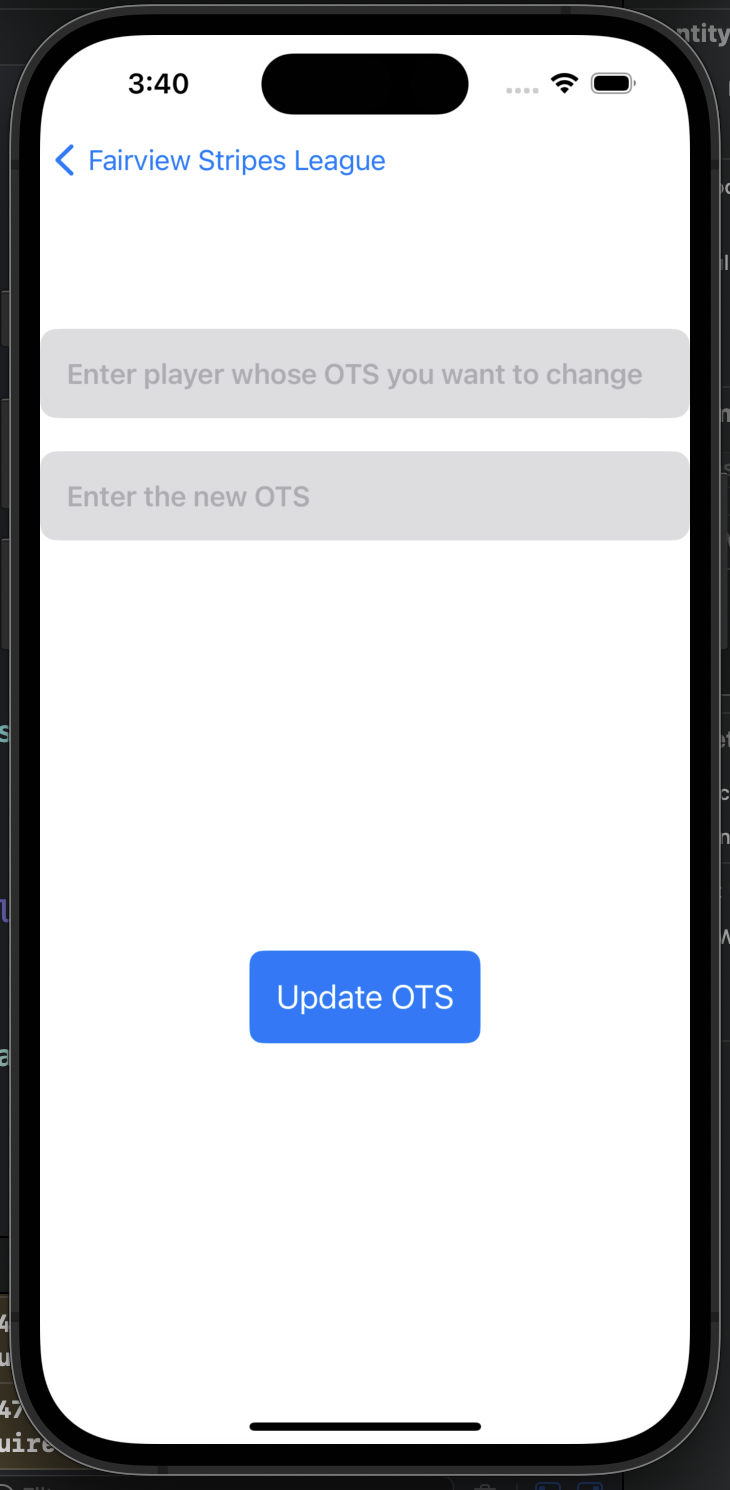 3:40
Fairview Stripes League
Enter player whose OTS you want to change
Enter the new OTS
Update OTS